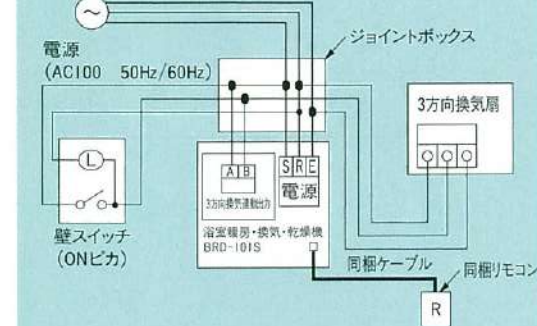 ジョイントボックス
電源
(AC100 50Hz/60Hz)
3方向換気扇
L
A B
S R E
電源
3方向換気連動出力
浴室暖房・換気・乾燥機
BRD-101S
壁スイッチ
(ONピカ)
同梱ケーブル
同梱リモコン
R